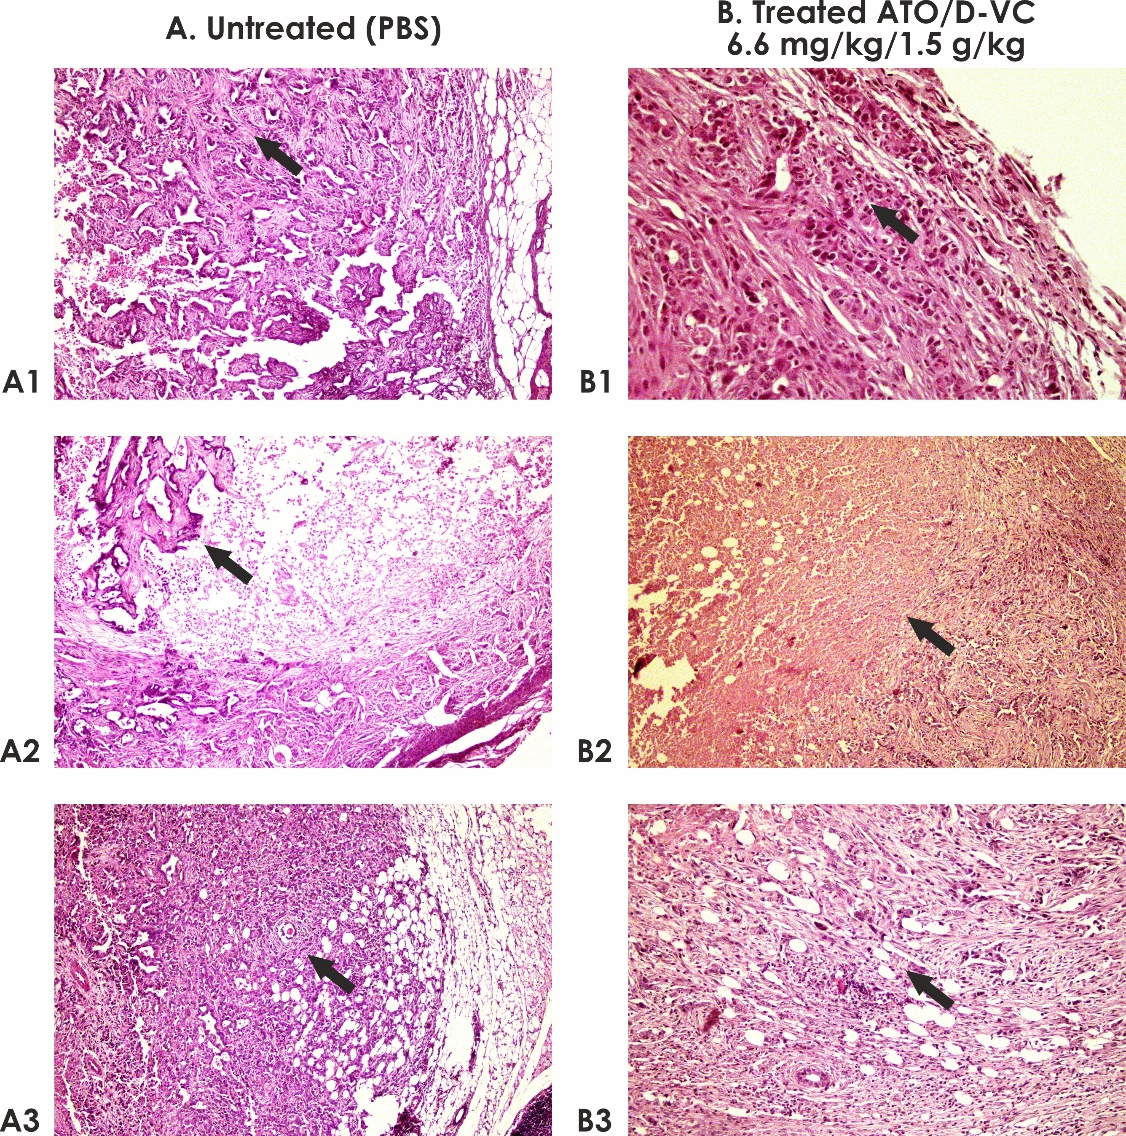 A. Untreated (PBS)
B. Treated ATO/D-VC
6.6 mg/kg/1.5 g/kg
A1
B1
A2
B2
A3
B3